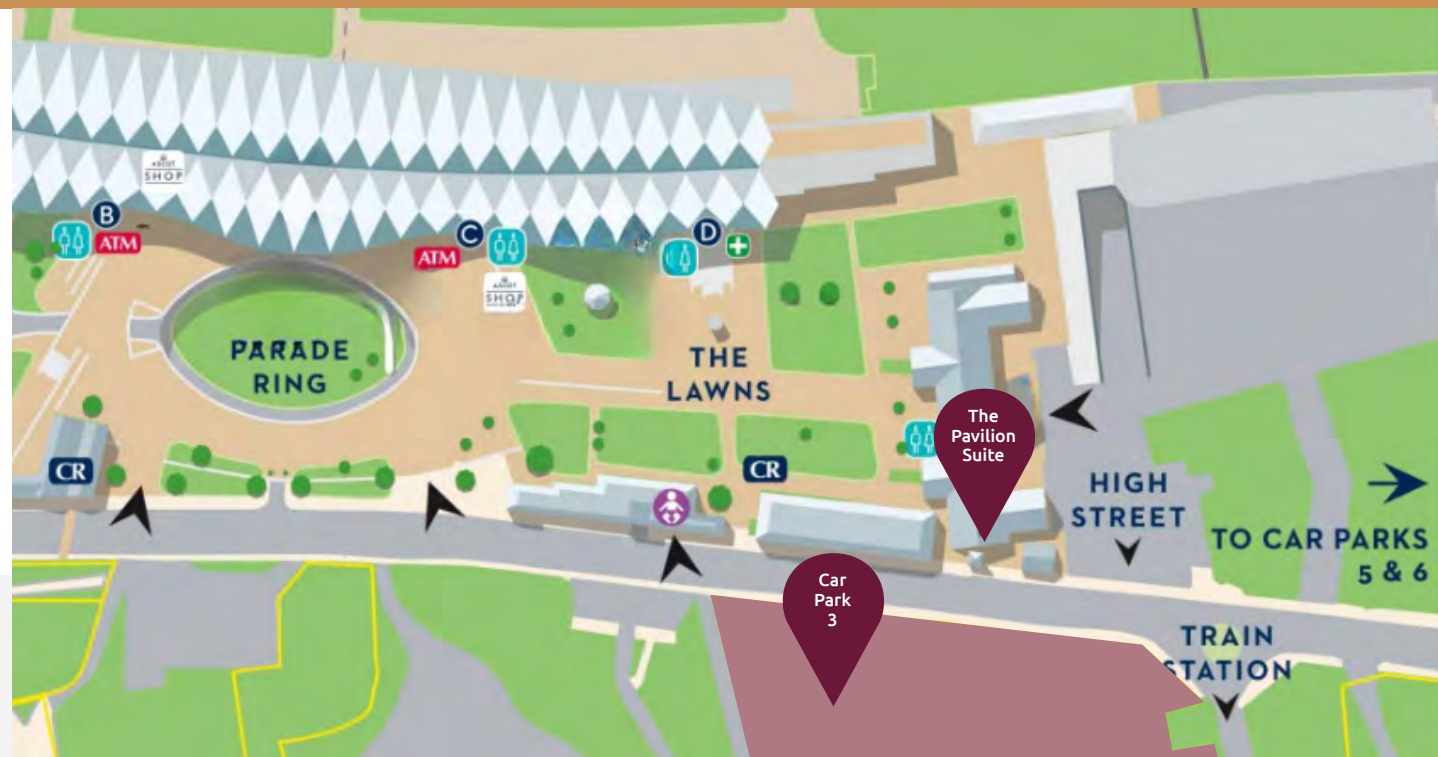 ASCOT
SHOP
B
ATM
C
ATM
D
ASCOT
SHOP
PARADE
RING
THE
LAWNS
The
Pavilion
Suite
CR
CR
HIGH
STREET
TO CAR PARKS
5 & 6
Car
Park
3
TRAIN
STATION